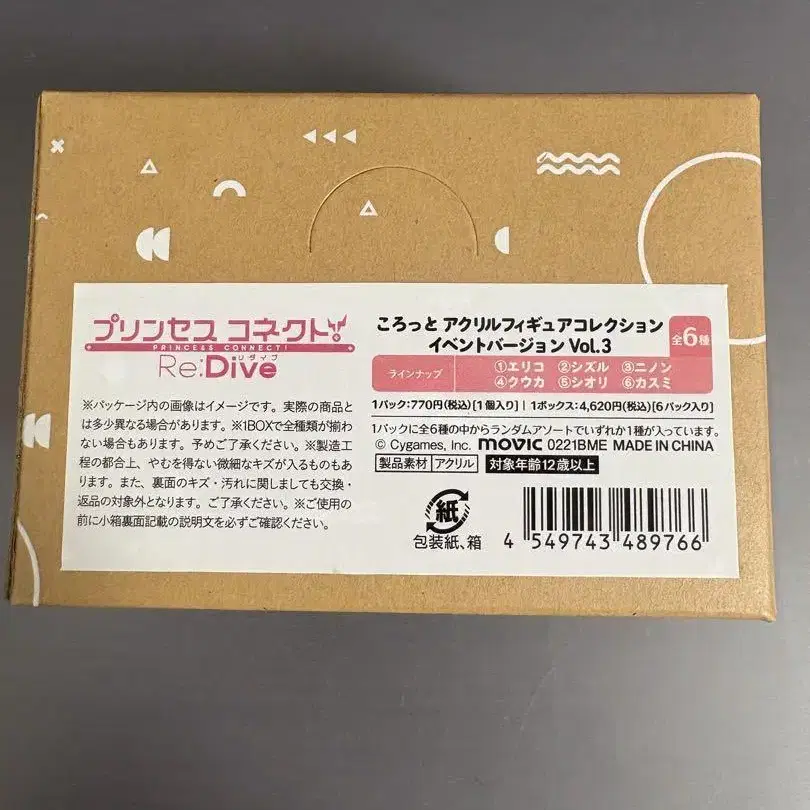 プリンセス コネクト!
PRINCESS CONNECT!
リダイブ
Re:Dive
※パッケージ内の画像はイメージです。実際の商品と
は多少異なる場合があります。※1BOXで全種類が揃わ
ない場合もあります。予めご了承ください。※製造工
程の都合上、やむを得ない微細なキズが入るものもあ
ります。また、裏面のキズ・汚れに関しましても交換・
返品の対象外となります。ご了承ください。※ご使用の
前に小箱裏面記載の説明文を必ずご確認ください。
ころっと アクリルフィギュアコレクション
イベントバージョン Vol.3
全6種
ラインナップ
①エリコ ②シズル ③ニノン
④クウカ ⑤シオリ ⑥カスミ
1パック:770円(税込)[1個入り] | 1ボックス:4,620円(税込)[6パック入り]
1パックに全6種の中からランダムアソートでいずれか1種が入っています。
© Cygames, Inc. movic 0221BME MADE IN CHINA
製品素材 アクリル 対象年齢12歳以上
紙
包装紙、箱
4 549743 489766